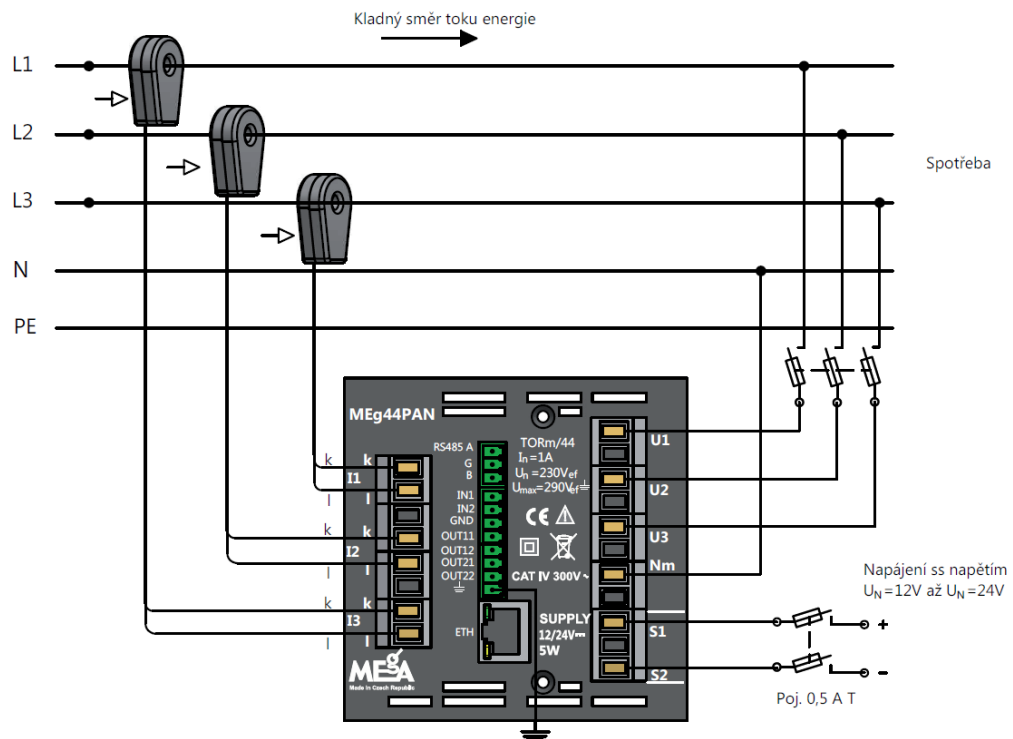 Kladný směr toku energie
L1
L2
L3
N
PE
Spotřeba
MEg44PAN
RS485 A
G
B
IN1
IN2
GND
OUT11
OUT12
OUT21
OUT22
ETH
TORm/44
In=1A
Un=230Vef
Umax=290Vef
CE
CAT IV 300V~
SUPPLY
12/24V
5W
k k
I1
l l
k k
I2
l l
k k
I3
l l
U1
U2
U3
Nm
S1
S2
MEgA
Made in Czech Republic
Napájení ss napětím
UN=12V až UN=24V
+
-
Poj. 0,5 A T